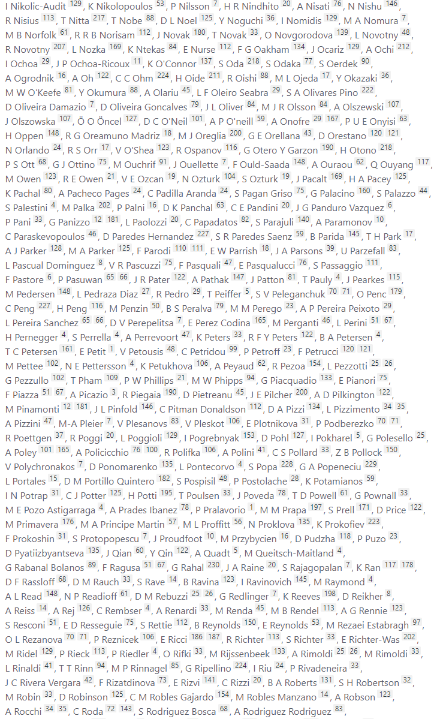 I Nikolic-Audit 129, K Nikolopoulos 53, P Nilsson 7, H R Nindhito 20, A Nisati 76, N Nishu 146,
R Nisius 113, T Nitta 217, T Nobe 88, D L Noel 125, Y Noguchi 36, I Nomidis 129, M A Nomura 7,
M B Norfolk 61, R R B Norisam 112, J Novak 180, T Novak 33, O Novgorodova 139, L Novotny 48,
R Novotny 207, L Nozka 169, K Ntekas 84, E Nurse 112, F G Oakham 134, J Ocariz 129, A Ochi 212,
I Ochoa 29, J P Ochoa-Ricoux 11, K O'Connor 137, S Oda 218, S Odaka 77, S Oerdek 90,
A Ogrodnik 16, A Oh 122, C C Ohm 224, H Oide 211, R Oishi 88, M L Ojeda 17, Y Okazaki 36,
M W O'Keefe 81, Y Okumura 88, A Olariu 45, L F Oleiro Seabra 29, S A Olivares Pino 222,
D Oliveira Damazio 7, D Oliveira Goncalves 79, J L Oliver 84, M J R Olsson 84, A Olszewski 107,
J Olszowska 107, Ö O Öncel 127, D C O'Neil 101, A P O'neill 59, A Onofre 29 167, P U E Onyisi 63,
H Oppen 148, R G Oreamuno Madriz 18, M J Oreglia 200, G E Orellana 43, D Orestano 120 121,
N Orlando 24, R S Orr 17, V O'Shea 123, R Ospanov 116, G Otero Y Garzon 190, H Otono 218,
P S Ott 68, G J Ottino 75, M Ouchrif 91, J Ouellette 7, F Ould-Saada 148, A Ouraou 62, Q Ouyang 117,
M Owen 123, R E Owen 21, V E Ozcan 19, N Ozturk 104, S Ozturk 19, J Pacalt 169, H A Pacey 125,
K Pachal 80, A Pacheco Pages 24, C Padilla Aranda 24, S Pagan Griso 75, G Palacino 160, S Palazzo 44,
S Palestini 4, M Palka 202, P Palni 16, D K Panchal 63, C E Pandini 20, J G Panduro Vazquez 6,
P Pani 33, G Panizzo 12 181, L Paolozzi 20, C Papadatos 82, S Parajuli 140, A Paramonov 10,
C Paraskevopoulos 46, D Paredes Hernandez 227, S R Paredes Saenz 59, B Parida 145, T H Park 17,
A J Parker 128, M A Parker 125, F Parodi 110 111, E W Parrish 18, J A Parsons 39, U Parzefall 83,
L Pascual Dominguez 8, V R Pascuzzi 75, F Pasquali 47, E Pasqualucci 76, S Passaggio 111,
F Pastore 6, P Pasuwan 65 66, J R Pater 122, A Pathak 147, J Patton 81, T Pauly 4, J Pearkes 115,
M Pedersen 148, L Pedraza Diaz 27, R Pedro 29, T Peiffer 5, S V Peleganchuk 70 71, O Penc 179,
C Peng 227, H Peng 116, M Penzin 50, B S Peralva 79, M M Perego 23, A P Pereira Peixoto 29,
L Pereira Sanchez 65 66, D V Perepelitsa 7, E Perez Codina 165, M Perganti 46, L Perini 51 67,
H Pernegger 4, S Perrella 4, A Perrevoort 47, K Peters 33, R F Y Peters 122, B A Petersen 4,
T C Petersen 161, E Petit 1, V Petousis 48, C Petridou 99, P Petroff 23, F Petrucci 120 121,
M Pettee 102, N E Pettersson 4, K Petukhova 106, A Peyaud 62, R Pezoa 154, L Pezzotti 25 26,
G Pezzullo 102, T Pham 109, P W Phillips 21, M W Phipps 94, G Piacquadio 133, E Pianori 75,
F Piazza 51 67, A Picazio 3, R Piegaia 190, D Pietreanu 45, J E Pilcher 200, A D Pilkington 122,
M Pinamonti 12 181, J L Pinfold 146, C Pitman Donaldson 112, D A Pizzi 134, L Pizzimento 34 35,
A Pizzini 47, M-A Pleier 7, V Plesanovs 83, V Pleskot 106, E Plotnikova 31, P Podberezko 70 71,
R Poettgen 37, R Poggi 20, L Poggioli 129, I Pogrebnyak 153, D Pohl 127, I Pokharel 5, G Polesello 25,
A Poley 101 165, A Policicchio 76 100, R Polifka 106, A Polini 41, C S Pollard 33, Z B Pollock 150,
V Polychronakos 7, D Ponomarenko 135, L Pontecorvo 4, S Popa 228, G A Popeneciu 229,
L Portales 15, D M Portillo Quintero 182, S Pospisil 48, P Postolache 28, K Potamianos 59,
I N Potrap 31, C J Potter 125, H Potti 195, T Poulsen 33, J Poveda 78, T D Powell 61, G Pownall 33,
M E Pozo Astigarraga 4, A Prades Ibanez 78, P Pralavorio 1, M M Prapa 197, S Prell 171, D Price 122,
M Primavera 176, M A Principe Martin 57, M L Proffitt 56, N Proklova 135, K Prokofiev 223,
F Prokoshin 31, S Protopopescu 7, J Proudfoot 10, M Przybycien 16, D Pudzha 118, P Puzo 23,
D Pyatiizbyantseva 135, J Qian 60, Y Qin 122, A Quadt 5, M Queitsch-Maitland 4,
G Rabanal Bolanos 89, F Ragusa 51 67, G Rahal 230, J A Raine 20, S Rajagopalan 7, K Ran 117 178,
D F Rassloff 68, D M Rauch 33, S Rave 14, B Ravina 123, I Ravinovich 145, M Raymond 4,
A L Read 148, N P Readioff 61, D M Rebuzzi 25 26, G Redlinger 7, K Reeves 198, D Reikher 8,
A Reiss 14, A Rej 126, C Rembser 4, A Renardi 33, M Renda 45, M B Rendel 113, A G Rennie 123,
S Resconi 51, E D Resseguie 75, S Rettie 112, B Reynolds 150, E Reynolds 53, M Rezaei Estabragh 97,
O L Rezanova 70 71, P Reznicek 106, E Ricci 186 187, R Richter 113, S Richter 33, E Richter-Was 202,
M Ridel 129, P Rieck 113, P Riedler 4, O Rifki 33, M Rijssenbeek 133, A Rimoldi 25 26, M Rimoldi 33,
L Rinaldi 41, T T Rinn 94, M P Rinnagel 85, G Ripellino 224, I Riu 24, P Rivadeneira 33,
J C Rivera Vergara 42, F Rizatdinova 73, E Rizvi 141, C Rizzi 20, B A Roberts 131, S H Robertson 32,
M Robin 33, D Robinson 125, C M Robles Gajardo 154, M Robles Manzano 14, A Robson 123,
A Rocchi 34 35, C Roda 72 143, S Rodriguez Bosca 68, A Rodriguez Rodriguez 83,